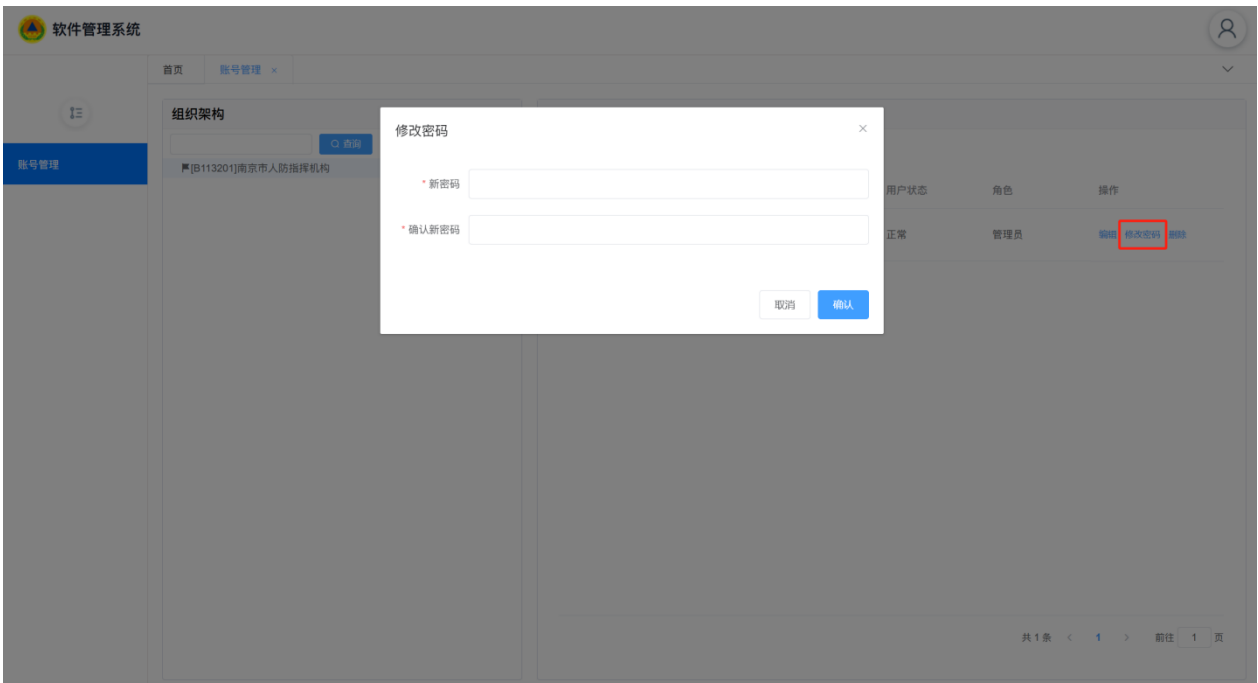 软件管理系统
首页 账号管理 ×
组织架构
查询
账号管理
[B113201]南京市人防指挥机构
修改密码 ×
* 新密码
* 确认新密码
取消 确认
用户状态 角色 操作
正常 管理员 编辑 修改密码 删除
共 1 条 < 1 > 前往 1 页